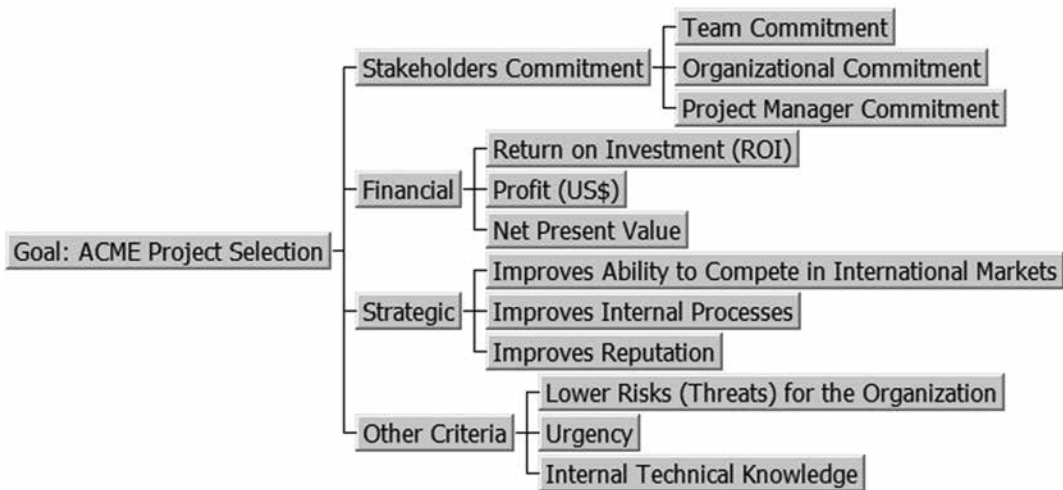 Goal: ACME Project Selection
Stakeholders Commitment
Team Commitment
Organizational Commitment
Project Manager Commitment
Financial
Return on Investment (ROI)
Profit (US$)
Net Present Value
Strategic
Improves Ability to Compete in International Markets
Improves Internal Processes
Improves Reputation
Other Criteria
Lower Risks (Threats) for the Organization
Urgency
Internal Technical Knowledge